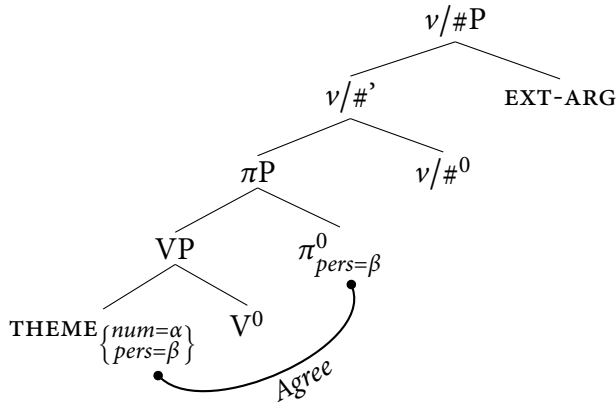 v/#P
v/#’ EXT-ARG
πP v/#0
VP π0pers=β
THEME{num=α pers=β} V0
Agree